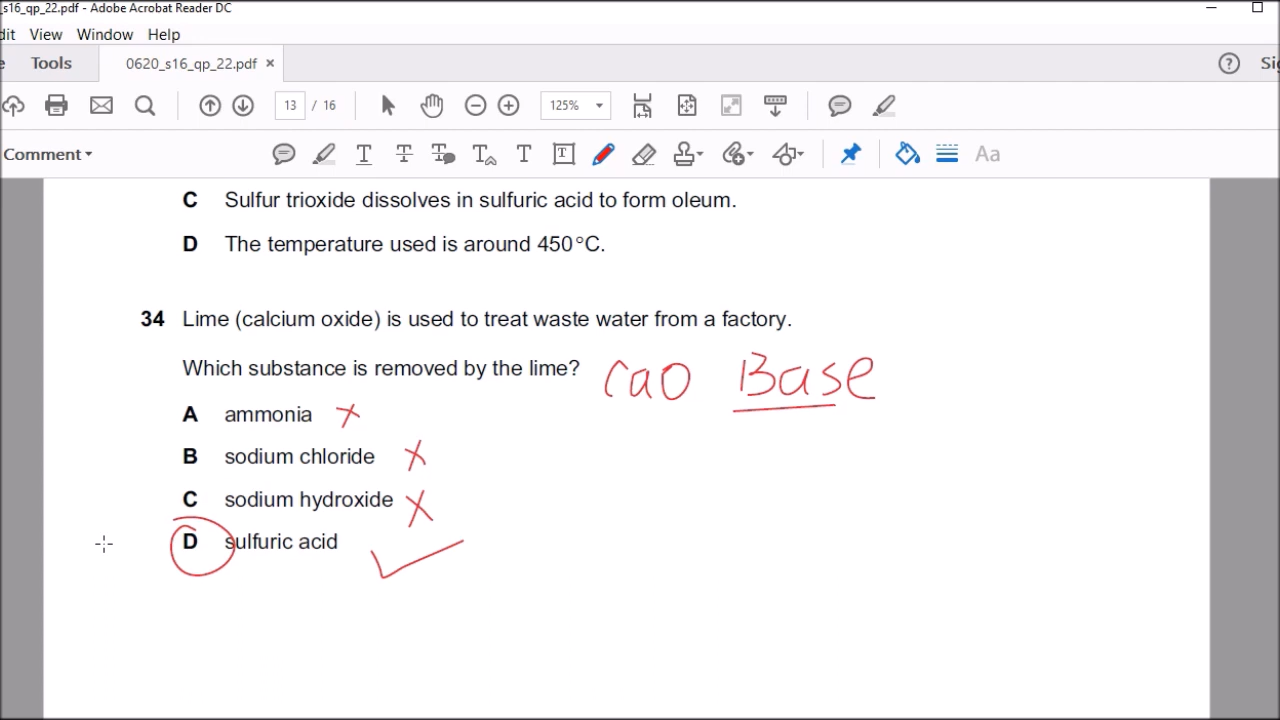 _s16_qp_22.pdf - Adobe Acrobat Reader DC
dit View Window Help
e Tools 0620_s16_qp_22.pdf × ? Sig
13 / 16 125%
Comment T T T T T T Aa
C Sulfur trioxide dissolves in sulfuric acid to form oleum.
D The temperature used is around 450°C.
34 Lime (calcium oxide) is used to treat waste water from a factory.
Which substance is removed by the lime? CaO Base
A ammonia ×
B sodium chloride ×
C sodium hydroxide ×
D sulfuric acid ✓